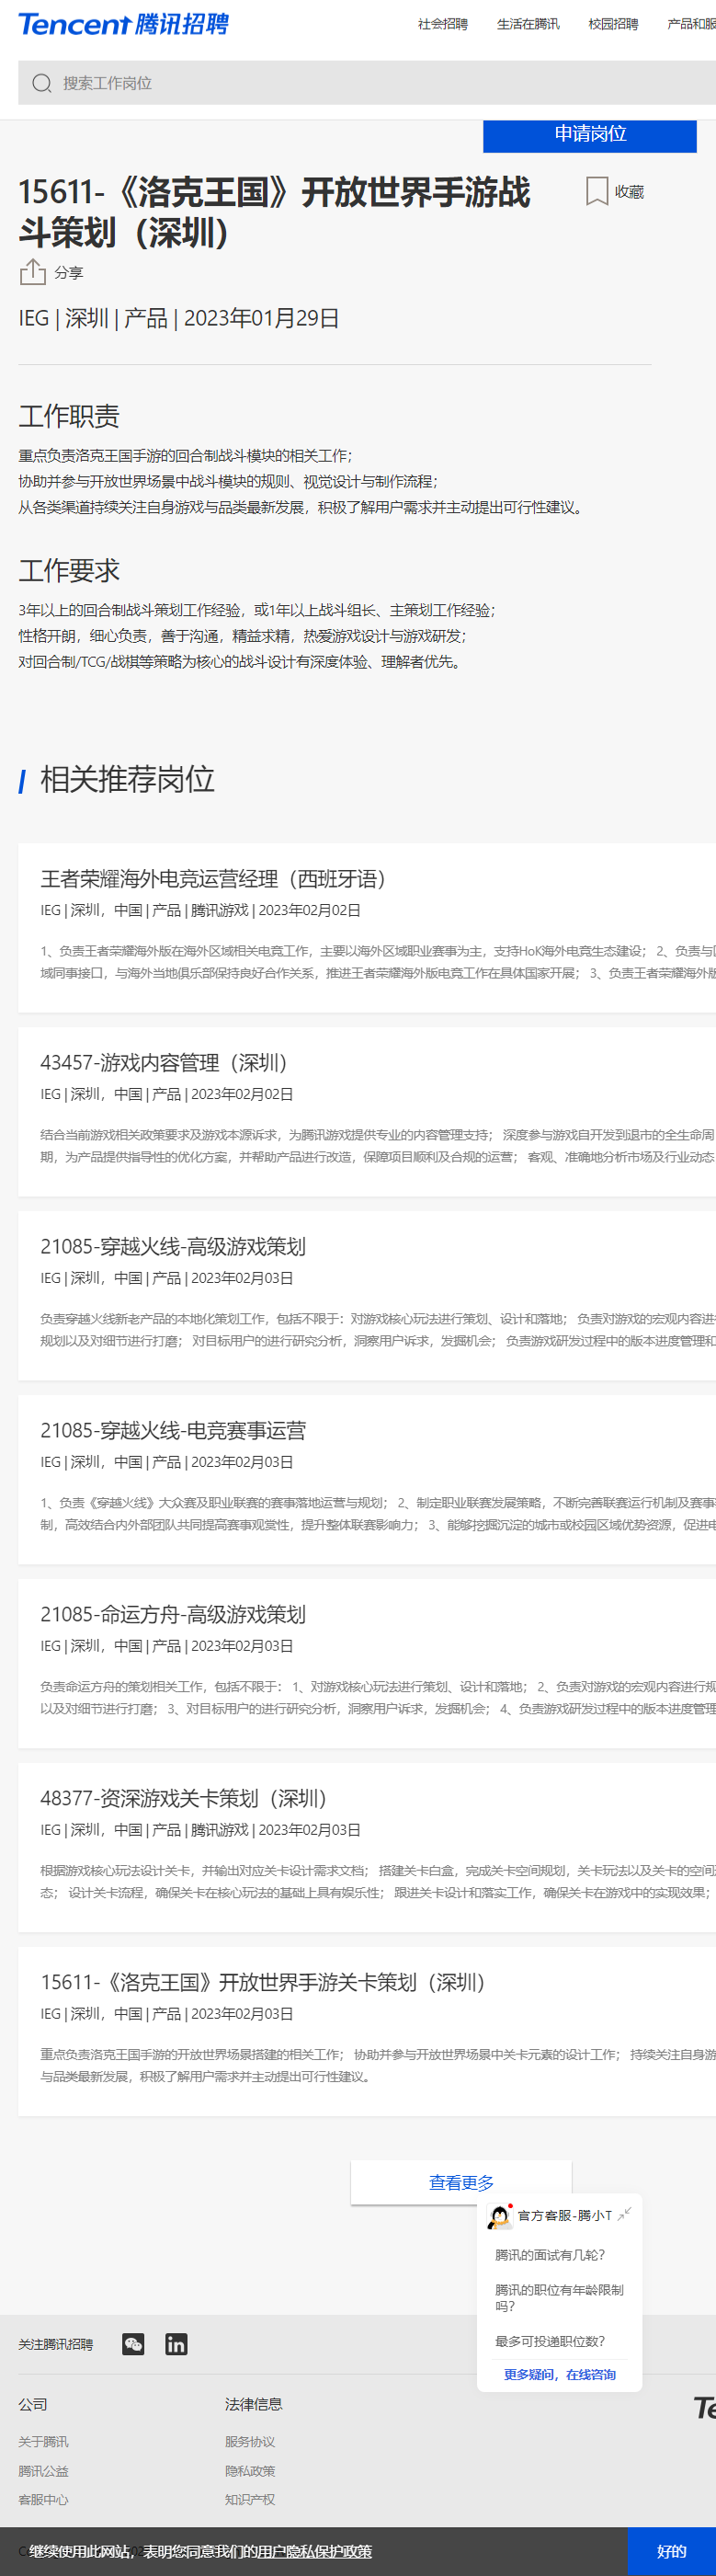 Tencent 腾讯招聘
社会招聘 生活在腾讯 校园招聘 产品和服
搜索工作岗位
申请岗位
15611-《洛克王国》开放世界手游战
斗策划（深圳）
收藏
分享
IEG | 深圳 | 产品 | 2023年01月29日
工作职责
重点负责洛克王国手游的回合制战斗模块的相关工作；
协助并参与开放世界场景中战斗模块的规则、视觉设计与制作流程；
从各类渠道持续关注自身游戏与品类最新发展，积极了解用户需求并主动提出可行性建议。
工作要求
3年以上的回合制战斗策划工作经验，或1年以上战斗组长、主策划工作经验；
性格开朗，细心负责，善于沟通，精益求精，热爱游戏设计与游戏研发；
对回合制/TCG/战棋等策略为核心的战斗设计有深度体验、理解者优先。
相关推荐岗位
王者荣耀海外电竞运营经理（西班牙语）
IEG | 深圳，中国 | 产品 | 腾讯游戏 | 2023年02月02日
1、负责王者荣耀海外版在海外区域相关电竞工作，主要以海外区域职业赛事为主，支持HoK海外电竞生态建设； 2、负责与
域同事接口，与海外当地俱乐部保持良好合作关系，推进王者荣耀海外版电竞工作在具体国家开展； 3、负责王者荣耀海外版
43457-游戏内容管理（深圳）
IEG | 深圳，中国 | 产品 | 2023年02月02日
结合当前游戏相关政策要求及游戏本源诉求，为腾讯游戏提供专业的内容管理支持； 深度参与游戏自开发到退市的全生命周
期，为产品提供指导性的优化方案，并帮助产品进行改造，保障项目顺利及合规的运营； 客观、准确地分析市场及行业动态
21085-穿越火线-高级游戏策划
IEG | 深圳，中国 | 产品 | 2023年02月03日
负责穿越火线新老产品的本地化策划工作，包括不限于：对游戏核心玩法进行策划、设计和落地； 负责对游戏的宏观内容进
规划以及对细节进行打磨； 对目标用户的进行研究分析，洞察用户诉求，发掘机会； 负责游戏研发过程中的版本进度管理和
21085-穿越火线-电竞赛事运营
IEG | 深圳，中国 | 产品 | 2023年02月03日
1、负责《穿越火线》大众赛及职业联赛的赛事落地运营与规划； 2、制定职业联赛发展策略，不断完善联赛运行机制及赛事
制，高效结合内外部团队共同提高赛事观赏性，提升整体联赛影响力； 3、能够挖掘沉淀的城市或校园区域优势资源，促进电
21085-命运方舟-高级游戏策划
IEG | 深圳，中国 | 产品 | 2023年02月03日
负责命运方舟的策划相关工作，包括不限于： 1、对游戏核心玩法进行策划、设计和落地； 2、负责对游戏的宏观内容进行规
以及对细节进行打磨； 3、对目标用户的进行研究分析，洞察用户诉求，发掘机会； 4、负责游戏研发过程中的版本进度管理
48377-资深游戏关卡策划（深圳）
IEG | 深圳，中国 | 产品 | 腾讯游戏 | 2023年02月03日
根据游戏核心玩法设计关卡，并输出对应关卡设计需求文档； 搭建关卡白盒，完成关卡空间规划，关卡玩法以及关卡的空间
态； 设计关卡流程，确保关卡在核心玩法的基础上具有娱乐性； 跟进关卡设计和落实工作，确保关卡在游戏中的实现效果；
15611-《洛克王国》开放世界手游关卡策划（深圳）
IEG | 深圳，中国 | 产品 | 2023年02月03日
重点负责洛克王国手游的开放世界场景搭建的相关工作； 协助并参与开放世界场景中关卡元素的设计工作； 持续关注自身游
与品类最新发展，积极了解用户需求并主动提出可行性建议。
查看更多
官方客服-腾小T
腾讯的面试有几轮？
腾讯的职位有年龄限制
吗？
最多可投递职位数？
更多疑问，在线咨询
关注腾讯招聘
公司 法律信息
Te
关于腾讯 服务协议
腾讯公益 隐私政策
客服中心 知识产权
继续使用此网站，表明您同意我们的用户隐私保护政策
好的